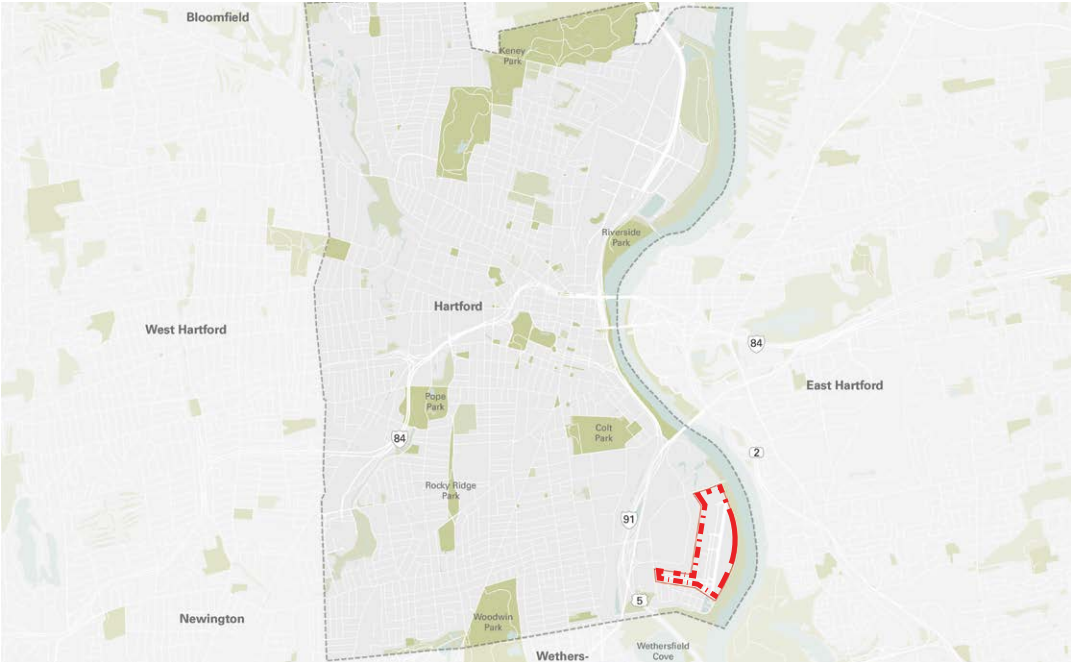 Bloomfield
Keney
Park
Riverside
Park
Hartford
West Hartford
84
East Hartford
Pope
Park
Colt
Park
84
2
Rocky Ridge
Park
91
5
Newington
Woodwin
Park
Wethers-
Wethersfield
Cove